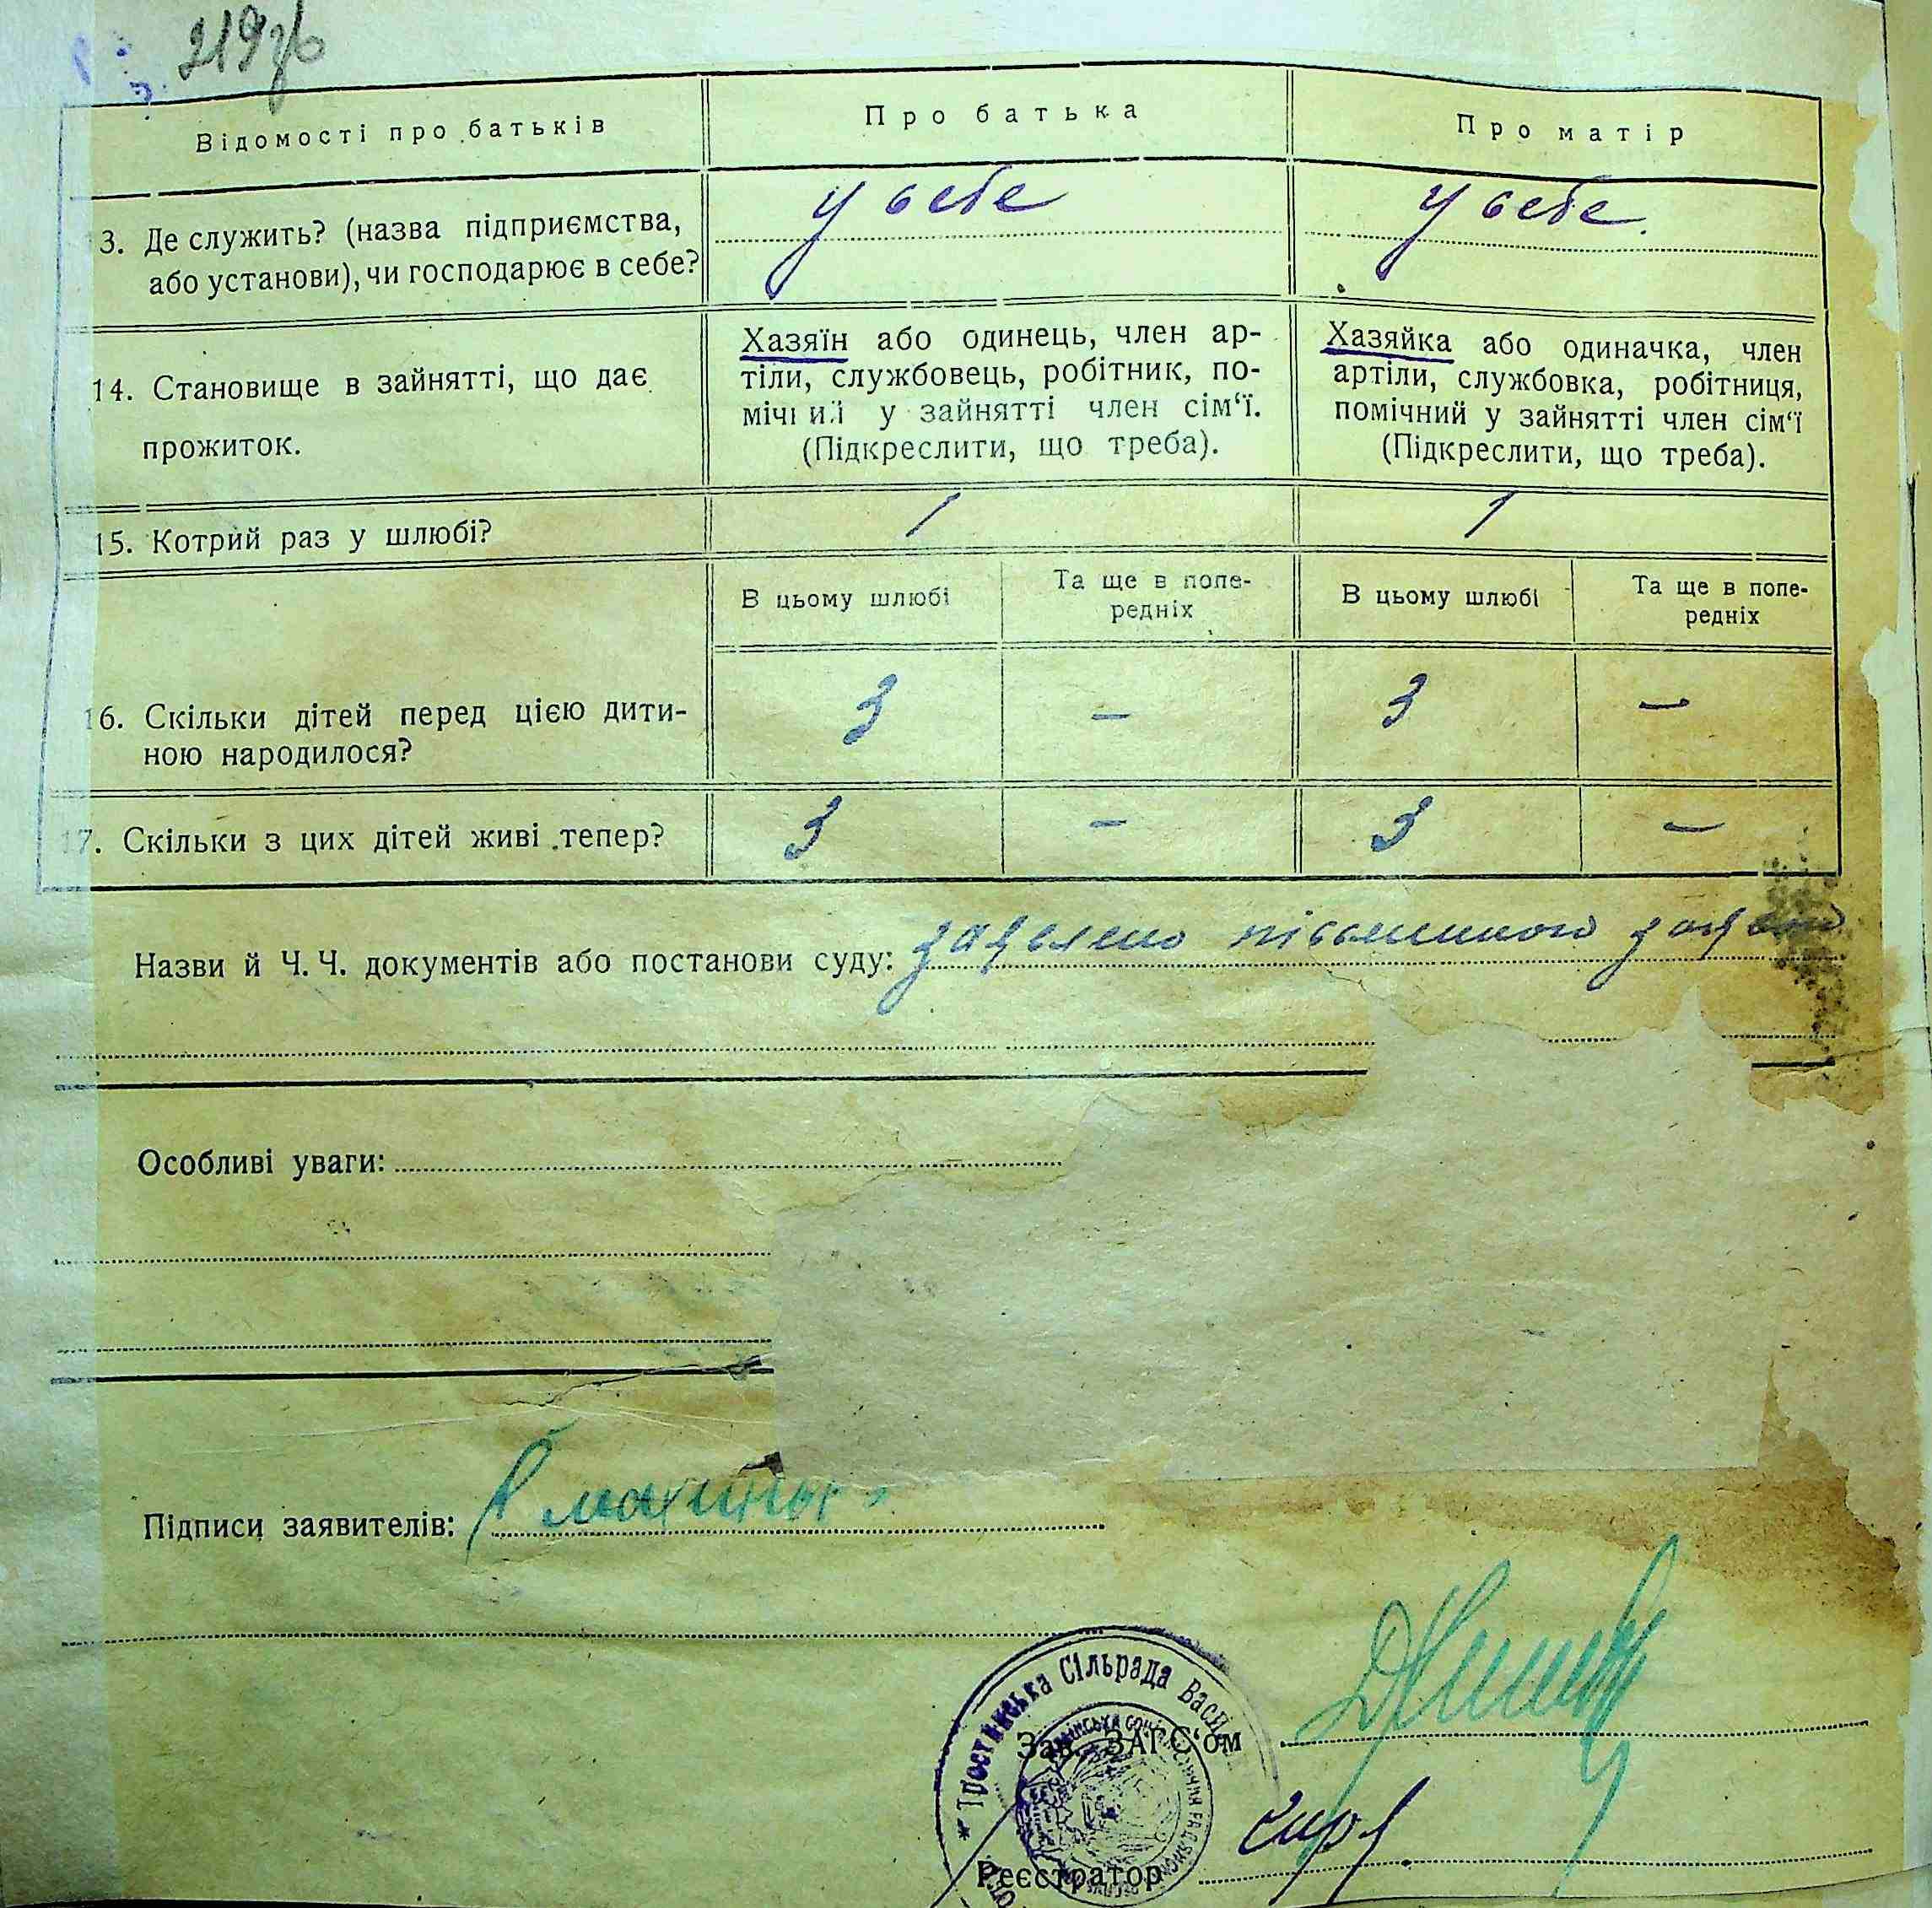 219зв
Відомості про батьків
Про батька
Про матір
3. Де служить? (назва підприємства,
або установи), чи господарює в себе?
у себе
у себе.
14. Становище в зайнятті, що дає
прожиток.
Хазяїн або одинець, член ар-
тіли, службовець, робітник, по-
мічний у зайнятті член сім‘ї.
(Підкреслити, що треба).
Хазяйка або одиначка, член
артіли, службовка, робітниця,
помічний у зайнятті член сім‘ї
(Підкреслити, що треба).
15. Котрий раз у шлюбі?
1
1
В цьому шлюбі
Та ще в попе-
редніх
В цьому шлюбі
Та ще в попе-
редніх
16. Скільки дітей перед цією дити-
ною народилося?
3
–
3
–
17. Скільки з цих дітей живі тепер?
3
–
3
–
Назви й Ч. Ч. документів або постанови суду: заявлено
Особливі уваги:
Підписи заявителів:
Тростянська Сільрада Васи
Зав. ЗАГС‘ом
Реєстратор